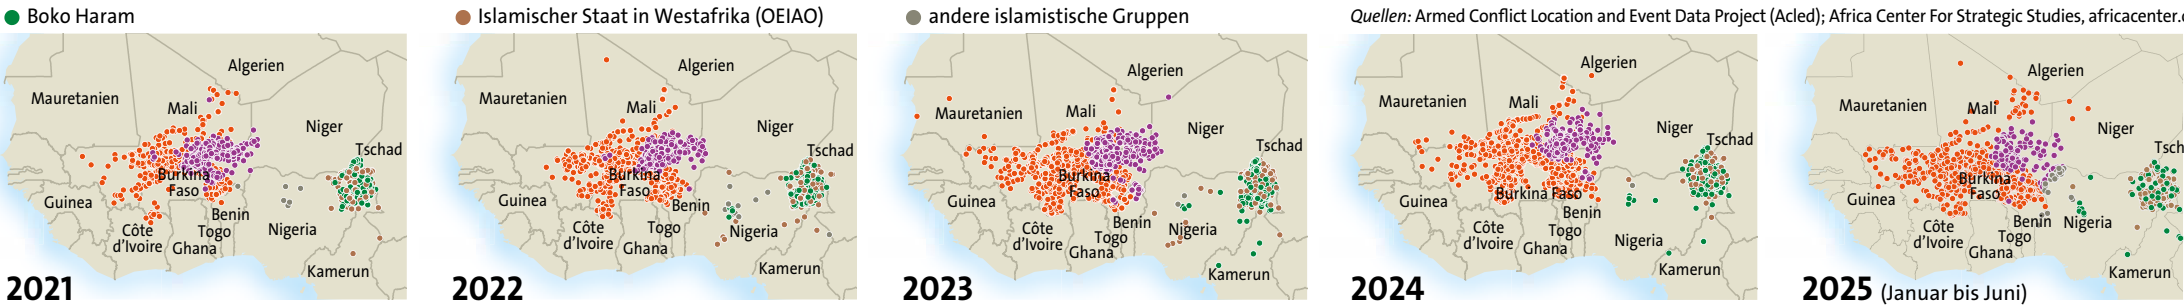 Boko Haram
Islamischer Staat in Westafrika (OEIAO)
andere islamistische Gruppen
Quellen: Armed Conflict Location and Event Data Project (Acled); Africa Center For Strategic Studies, africacenter.
Algerien
Mauretanien
Mali
Niger
Tschad
Burkina
Faso
Guinea
Benin
Côte
d’Ivoire
Togo
Ghana
Nigeria
Kamerun
2021
Algerien
Mauretanien
Mali
Niger
Tschad
Burkina
Faso
Guinea
Benin
Côte
d’Ivoire
Togo
Ghana
Nigeria
Kamerun
2022
Algerien
Mauretanien
Mali
Niger
Tschad
Burkina
Faso
Guinea
Benin
Côte
d’Ivoire
Togo
Ghana
Nigeria
Kamerun
2023
Algerien
Mauretanien
Mali
Niger
Tschad
Burkina Faso
Guinea
Benin
Côte
d’Ivoire
Togo
Ghana
Nigeria
Kamerun
2024
Algerien
Mauretanien
Mali
Niger
Tsch
Burkina
Faso
Guinea
Benin
Côte
d’Ivoire
Togo
Ghana
Nigeria
Kamerun
2025 (Januar bis Juni)